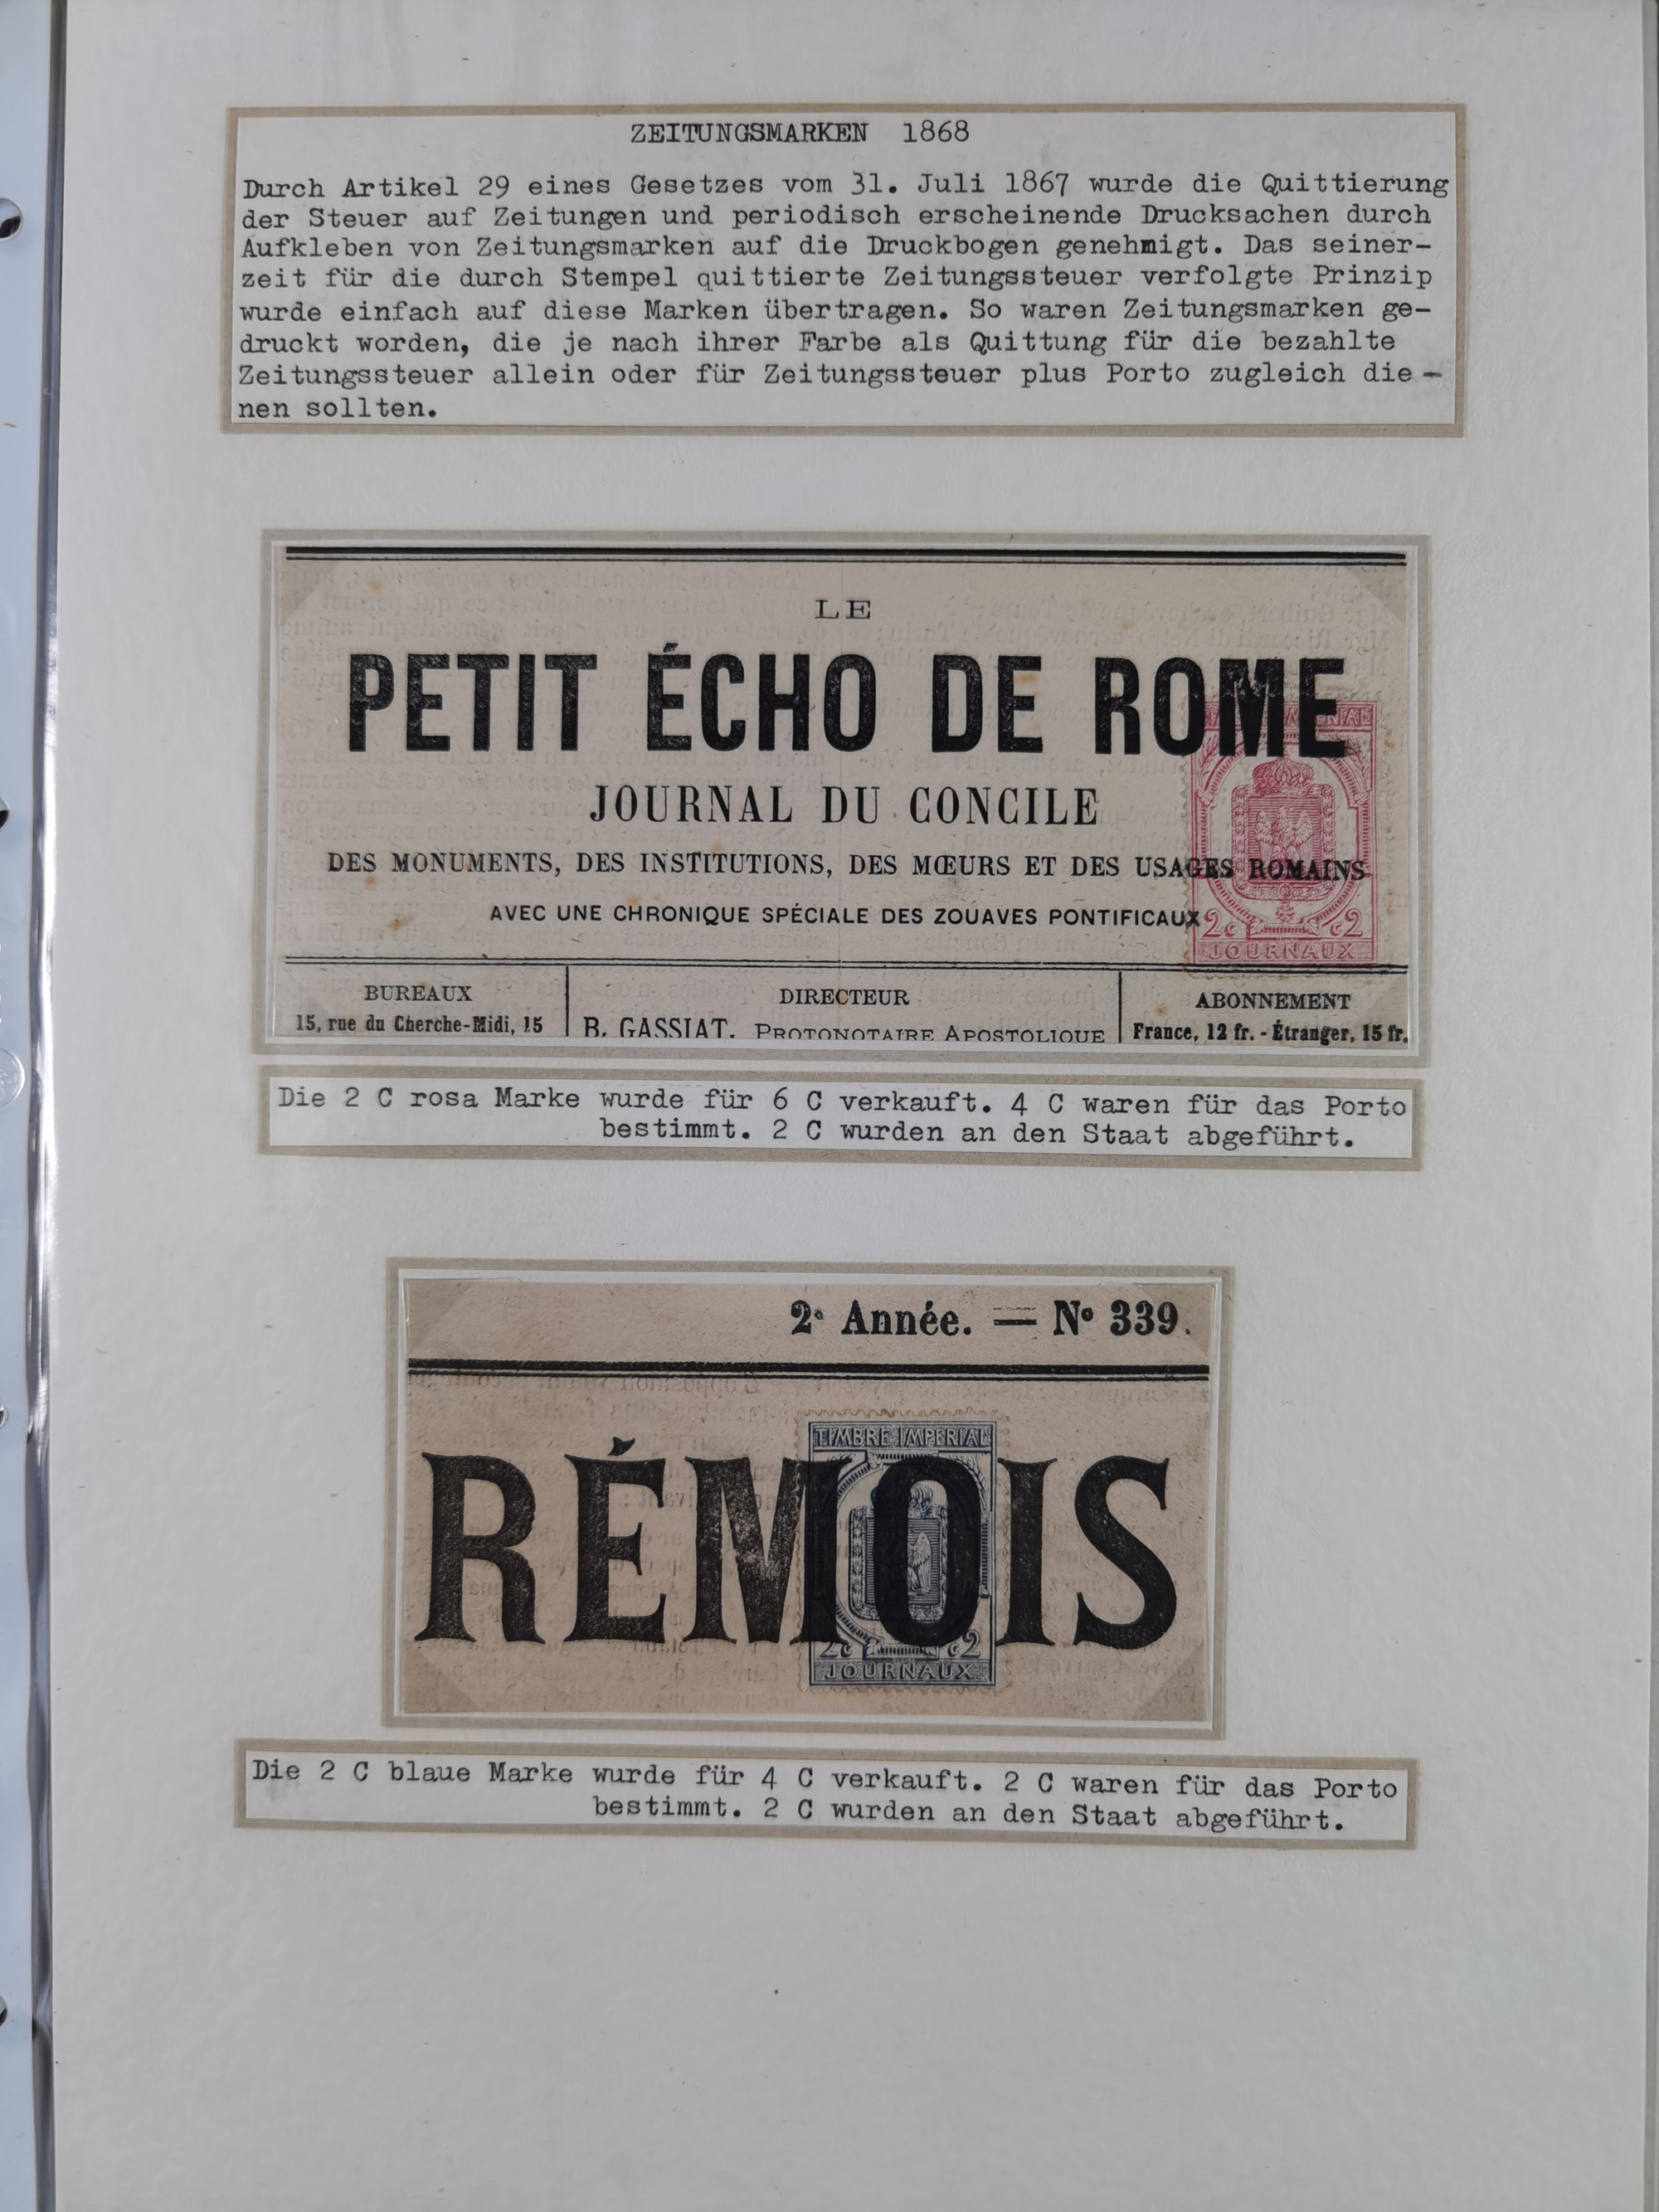 ZEITUNGSMARKEN 1868
Durch Artikel 29 eines Gesetzes vom 31. Juli 1867 wurde die Quittierung
der Steuer auf Zeitungen und periodisch erscheinende Drucksachen durch
Aufkleben von Zeitungsmarken auf die Druckbogen genehmigt. Das seiner-
zeit für die durch Stempel quittierte Zeitungssteuer verfolgte Prinzip
wurde einfach auf diese Marken übertragen. So waren Zeitungsmarken ge-
druckt worden, die je nach ihrer Farbe als Quittung für die bezahlte
Zeitungssteuer allein oder für Zeitungssteuer plus Porto zugleich die-
nen sollten.
LE
PETIT ÉCHO DE ROME
JOURNAL DU CONCILE
DES MONUMENTS, DES INSTITUTIONS, DES MŒURS ET DES USAGES ROMAINS
AVEC UNE CHRONIQUE SPÉCIALE DES ZOUAVES PONTIFICAUX
2c c2
JOURNAUX
BUREAUX
15, rue du Cherche-Midi, 15
DIRECTEUR
B. GASSIAT. PROTONOTAIRE APOSTOLIQUE
ABONNEMENT
France, 12 fr. - Étranger, 15 fr.
Die 2 C rosa Marke wurde für 6 C verkauft. 4 C waren für das Porto
bestimmt. 2 C wurden an den Staat abgeführt.
2e Année. — No 339.
TIMBRE IMPERIAL
RÉMOIS
2c c2
JOURNAUX
Die 2 C blaue Marke wurde für 4 C verkauft. 2 C waren für das Porto
bestimmt. 2 C wurden an den Staat abgeführt.